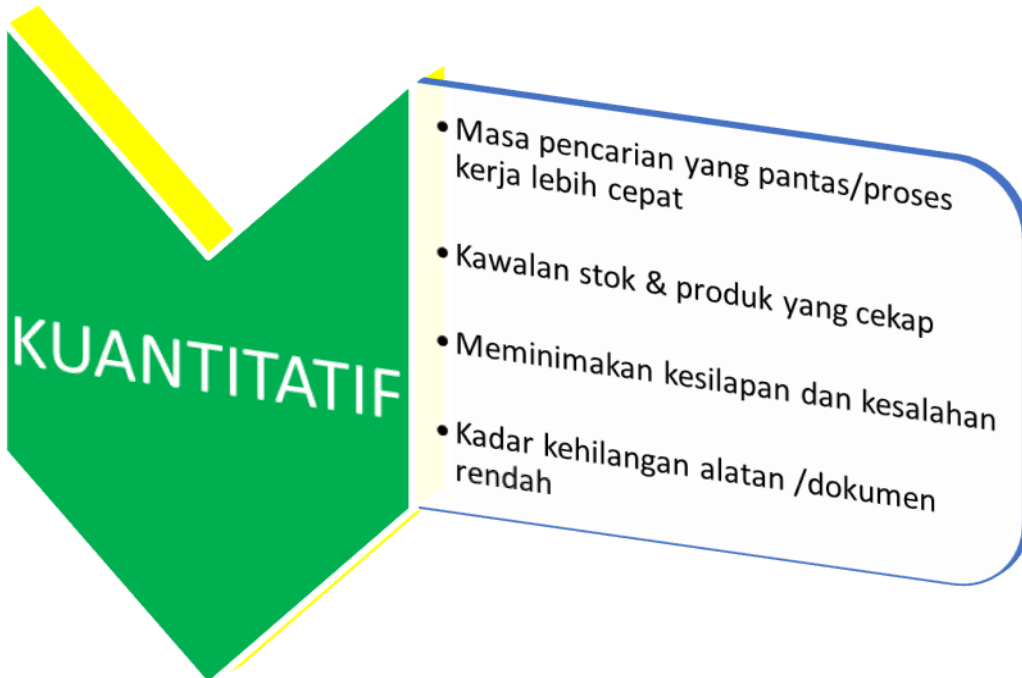 KUANTITATIF
• Masa pencarian yang pantas/proses
kerja lebih cepat
• Kawalan stok & produk yang cekap
• Meminimakan kesilapan dan kesalahan
• Kadar kehilangan alatan /dokumen
rendah